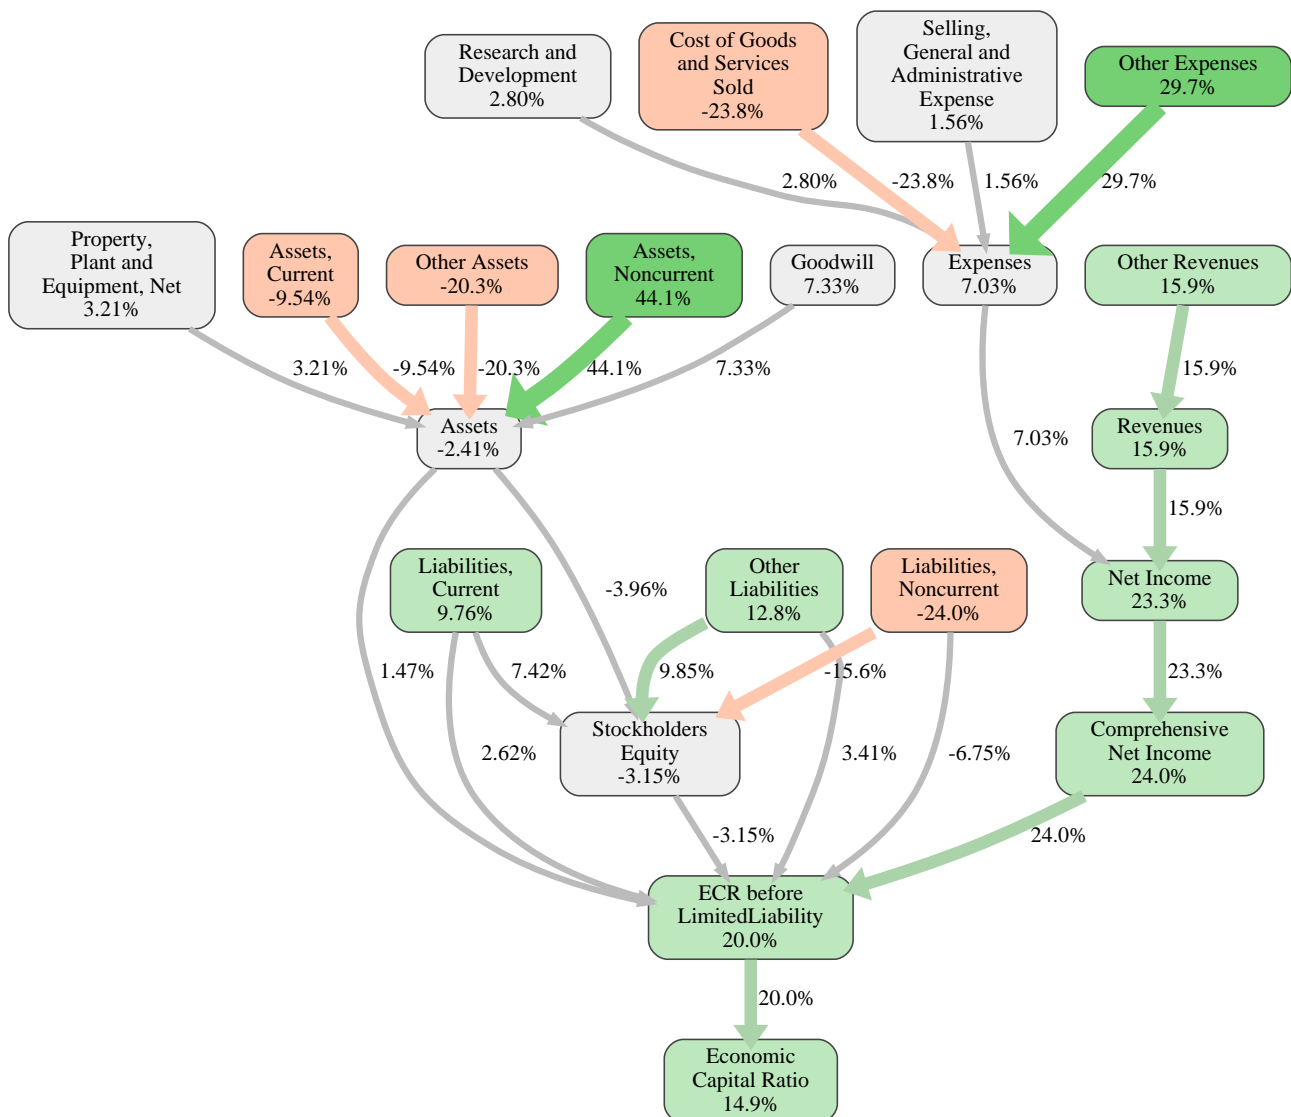 Research and
Development
2.80%
Cost of Goods
and Services
Sold
-23.8%
Selling,
General and
Administrative
Expense
1.56%
Other Expenses
29.7%
2.80%
-23.8%
1.56%
29.7%
Property,
Plant and
Equipment, Net
3.21%
Assets,
Current
-9.54%
Other Assets
-20.3%
Assets,
Noncurrent
44.1%
Goodwill
7.33%
Expenses
7.03%
Other Revenues
15.9%
3.21%
-9.54%
-20.3%
44.1%
7.33%
15.9%
Assets
-2.41%
7.03%
Revenues
15.9%
15.9%
Liabilities,
Current
9.76%
-3.96%
Other
Liabilities
12.8%
Liabilities,
Noncurrent
-24.0%
Net Income
23.3%
1.47%
7.42%
9.85%
-15.6%
23.3%
2.62%
Stockholders
Equity
-3.15%
3.41%
-6.75%
Comprehensive
Net Income
24.0%
-3.15%
24.0%
ECR before
LimitedLiability
20.0%
20.0%
Economic
Capital Ratio
14.9%